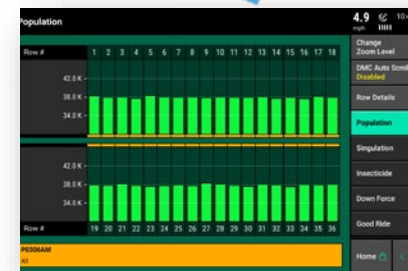 Population
4.9
mph
10:
Row #
1 2 3 4 5 6 7 8 9 10 11 12 13 14 15 16 17 18
42.0 K
38.0 K
34.0 K
42.0 K
38.0 K
34.0 K
Row #
19 20 21 22 23 24 25 26 27 28 29 30 31 32 33 34 35 36
P0306AM
All
Change
Zoom Level
DMC Auto Scroll
Disabled
Row Details
Population
Singulation
Insecticide
Down Force
Good Ride
Home